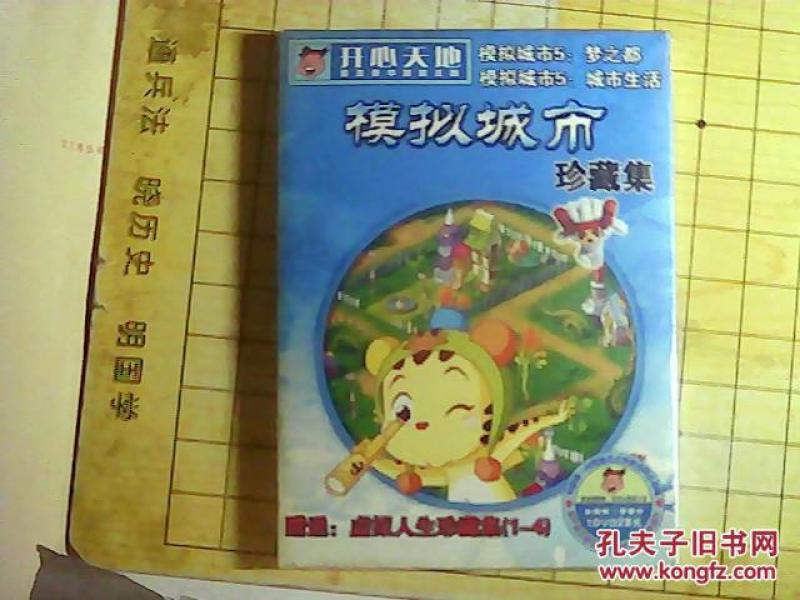 开心天地
模拟城市5：梦之都
模拟城市5：城市生活
模拟城市
珍藏集
赠送：虚拟人生珍藏集(1-4)
通兵法
晓历史
明国学
孔夫子旧书网
www.kongfz.com